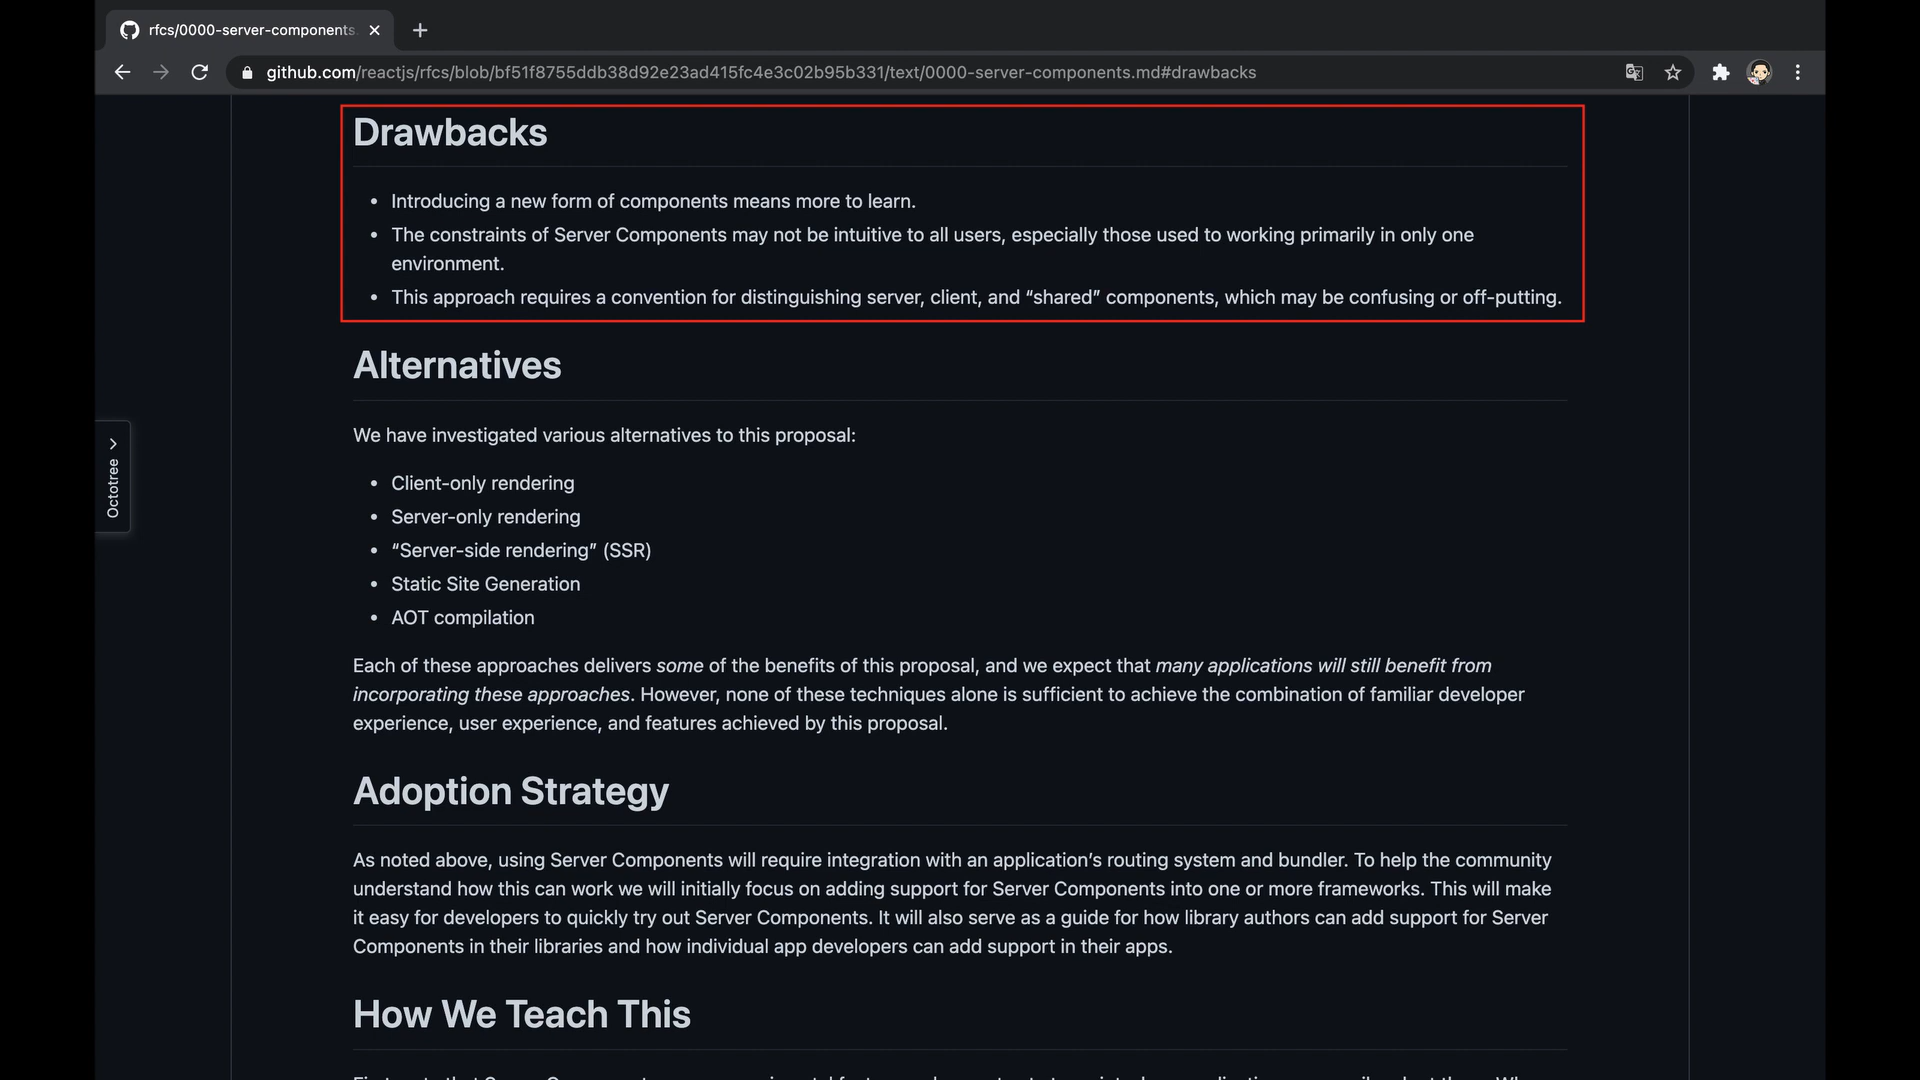 rfcs/0000-server-components
github.com/reactjs/rfcs/blob/bf51f8755ddb38d92e23ad415fc4e3c02b95b331/text/0000-server-components.md#drawbacks
Drawbacks
• Introducing a new form of components means more to learn.
• The constraints of Server Components may not be intuitive to all users, especially those used to working primarily in only one
environment.
• This approach requires a convention for distinguishing server, client, and “shared” components, which may be confusing or off-putting.
Alternatives
We have investigated various alternatives to this proposal:
• Client-only rendering
• Server-only rendering
• “Server-side rendering” (SSR)
• Static Site Generation
• AOT compilation
Octotree
Each of these approaches delivers some of the benefits of this proposal, and we expect that many applications will still benefit from
incorporating these approaches. However, none of these techniques alone is sufficient to achieve the combination of familiar developer
experience, user experience, and features achieved by this proposal.
Adoption Strategy
As noted above, using Server Components will require integration with an application’s routing system and bundler. To help the community
understand how this can work we will initially focus on adding support for Server Components into one or more frameworks. This will make
it easy for developers to quickly try out Server Components. It will also serve as a guide for how library authors can add support for Server
Components in their libraries and how individual app developers can add support in their apps.
How We Teach This